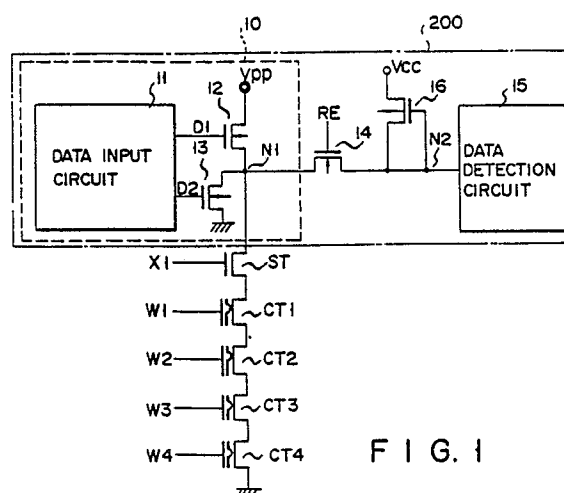 10
200
11
12
Vpp
Vcc
16
15
D1
RE
14
N1
N2
13
DATA INPUT
CIRCUIT
DATA
DETECTION
CIRCUIT
D2
X1
ST
W1
CT1
W2
CT2
W3
CT3
W4
CT4
FIG. 1